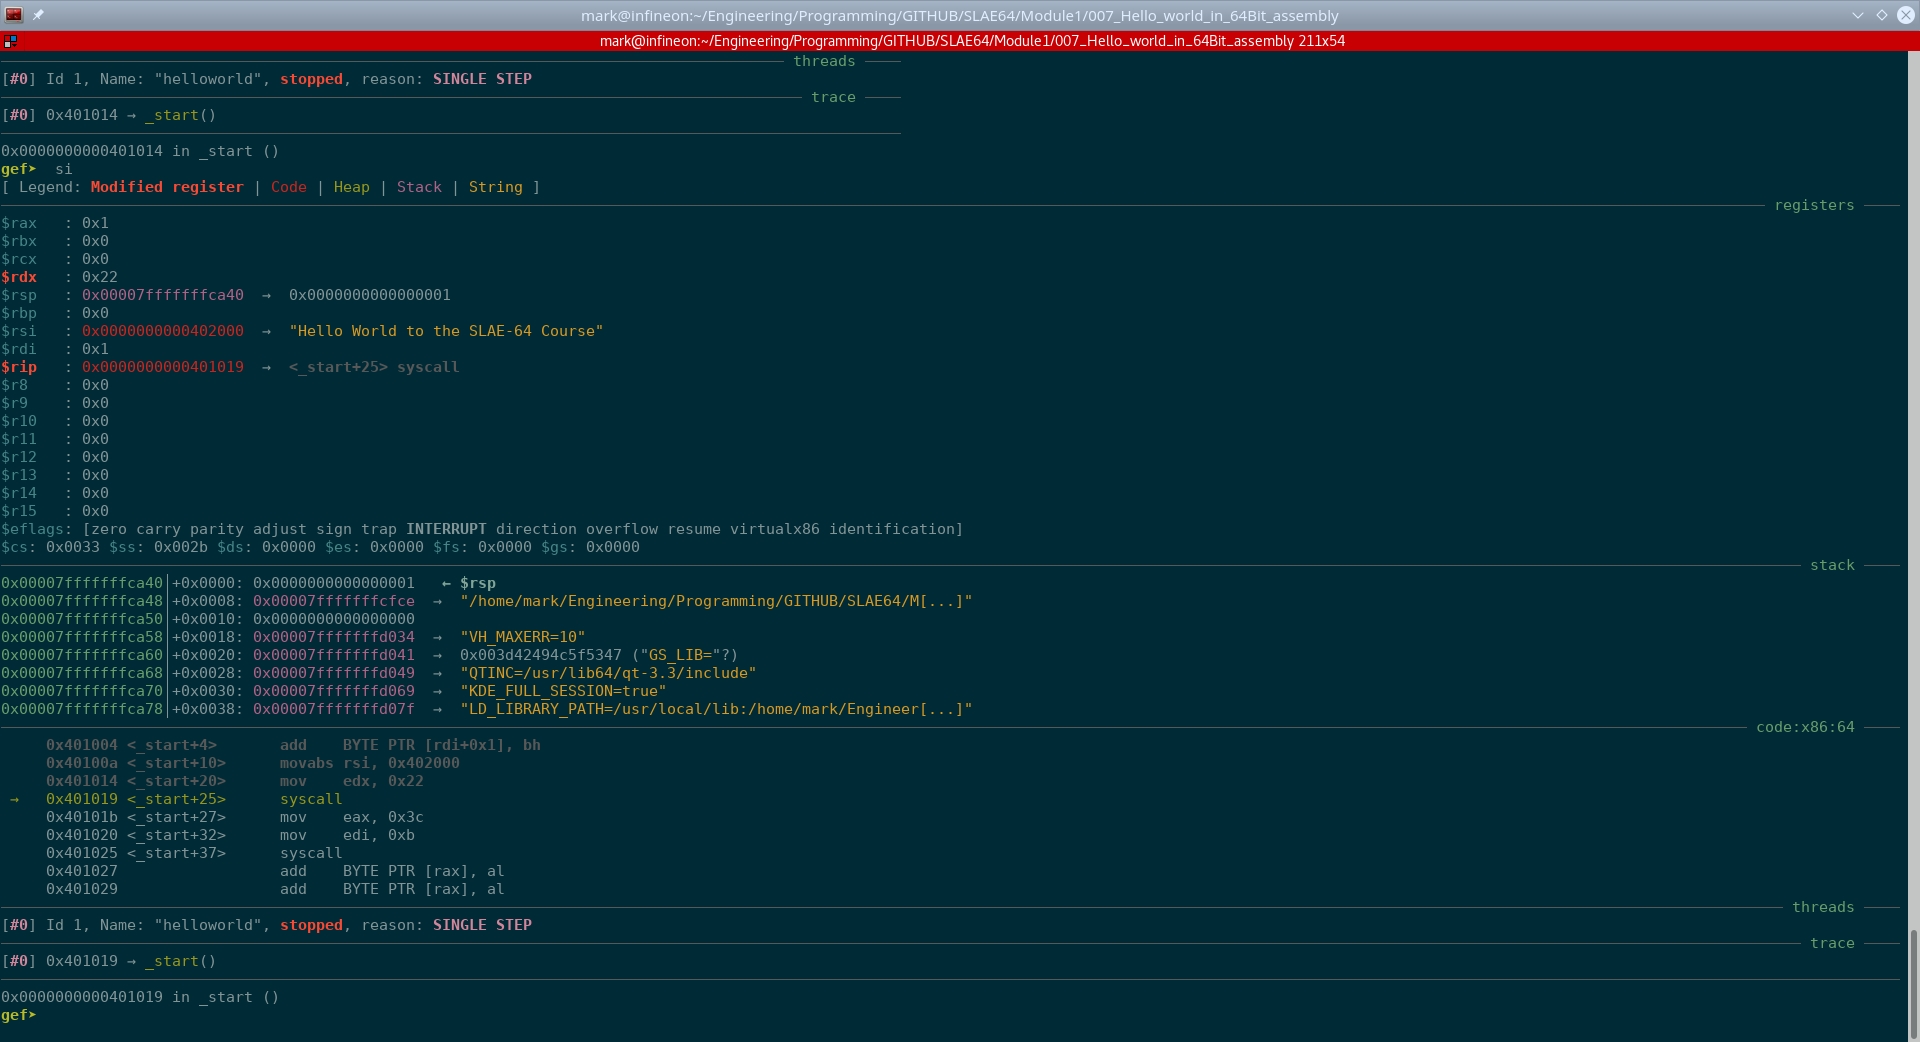 mark@infineon:~/Engineering/Programming/GITHUB/SLAE64/Module1/007_Hello_world_in_64Bit_assembly
mark@infineon:~/Engineering/Programming/GITHUB/SLAE64/Module1/007_Hello_world_in_64Bit_assembly 211x54
threads
[#0] Id 1, Name: "helloworld", stopped, reason: SINGLE STEP
trace
[#0] 0x401014 → _start()
0x0000000000401014 in _start ()
gef➤  si
[ Legend: Modified register | Code | Heap | Stack | String ]
registers
$rax   : 0x1
$rbx   : 0x0
$rcx   : 0x0
$rdx   : 0x22
$rsp   : 0x00007fffffffca40  →  0x0000000000000001
$rbp   : 0x0
$rsi   : 0x0000000000402000  →  "Hello World to the SLAE-64 Course"
$rdi   : 0x1
$rip   : 0x0000000000401019  →  <_start+25> syscall
$r8    : 0x0
$r9    : 0x0
$r10   : 0x0
$r11   : 0x0
$r12   : 0x0
$r13   : 0x0
$r14   : 0x0
$r15   : 0x0
$eflags: [zero carry parity adjust sign trap INTERRUPT direction overflow resume virtualx86 identification]
$cs: 0x0033 $ss: 0x002b $ds: 0x0000 $es: 0x0000 $fs: 0x0000 $gs: 0x0000
stack
0x00007fffffffca40│+0x0000: 0x0000000000000001   ← $rsp
0x00007fffffffca48│+0x0008: 0x00007fffffffcfce  →  "/home/mark/Engineering/Programming/GITHUB/SLAE64/M[...]"
0x00007fffffffca50│+0x0010: 0x0000000000000000
0x00007fffffffca58│+0x0018: 0x00007fffffffd034  →  "VH_MAXERR=10"
0x00007fffffffca60│+0x0020: 0x00007fffffffd041  →  0x003d42494c5f5347 ("GS_LIB="?)
0x00007fffffffca68│+0x0028: 0x00007fffffffd049  →  "QTINC=/usr/lib64/qt-3.3/include"
0x00007fffffffca70│+0x0030: 0x00007fffffffd069  →  "KDE_FULL_SESSION=true"
0x00007fffffffca78│+0x0038: 0x00007fffffffd07f  →  "LD_LIBRARY_PATH=/usr/local/lib:/home/mark/Engineer[...]"
code:x86:64
0x401004 <_start+4>       add    BYTE PTR [rdi+0x1], bh
0x40100a <_start+10>      movabs rsi, 0x402000
0x401014 <_start+20>      mov    edx, 0x22
→   0x401019 <_start+25>      syscall
0x40101b <_start+27>      mov    eax, 0x3c
0x401020 <_start+32>      mov    edi, 0xb
0x401025 <_start+37>      syscall
0x401027                  add    BYTE PTR [rax], al
0x401029                  add    BYTE PTR [rax], al
threads
[#0] Id 1, Name: "helloworld", stopped, reason: SINGLE STEP
trace
[#0] 0x401019 → _start()
0x0000000000401019 in _start ()
gef➤